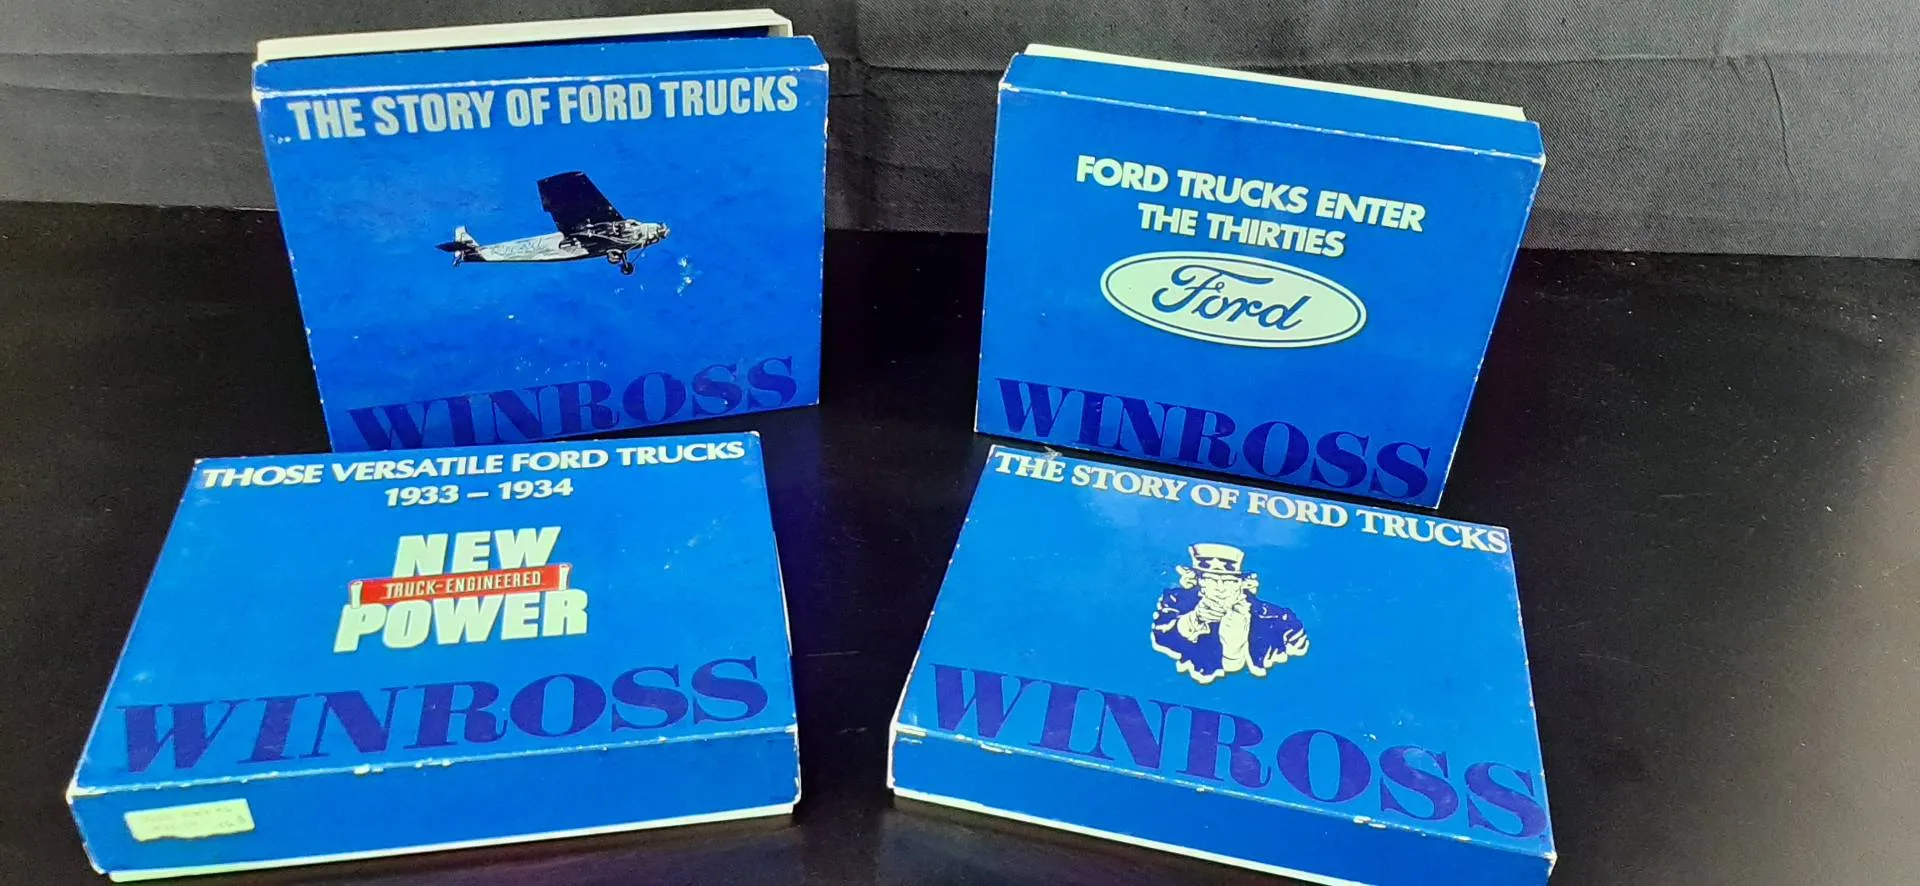 ..THE STORY OF FORD TRUCKS
WINROSS
FORD TRUCKS ENTER
THE THIRTIES
Ford
WINROSS
THOSE VERSATILE FORD TRUCKS
1933 – 1934
NEW
TRUCK-ENGINEERED
POWER
WINROSS
THE STORY OF FORD TRUCKS
WINROSS